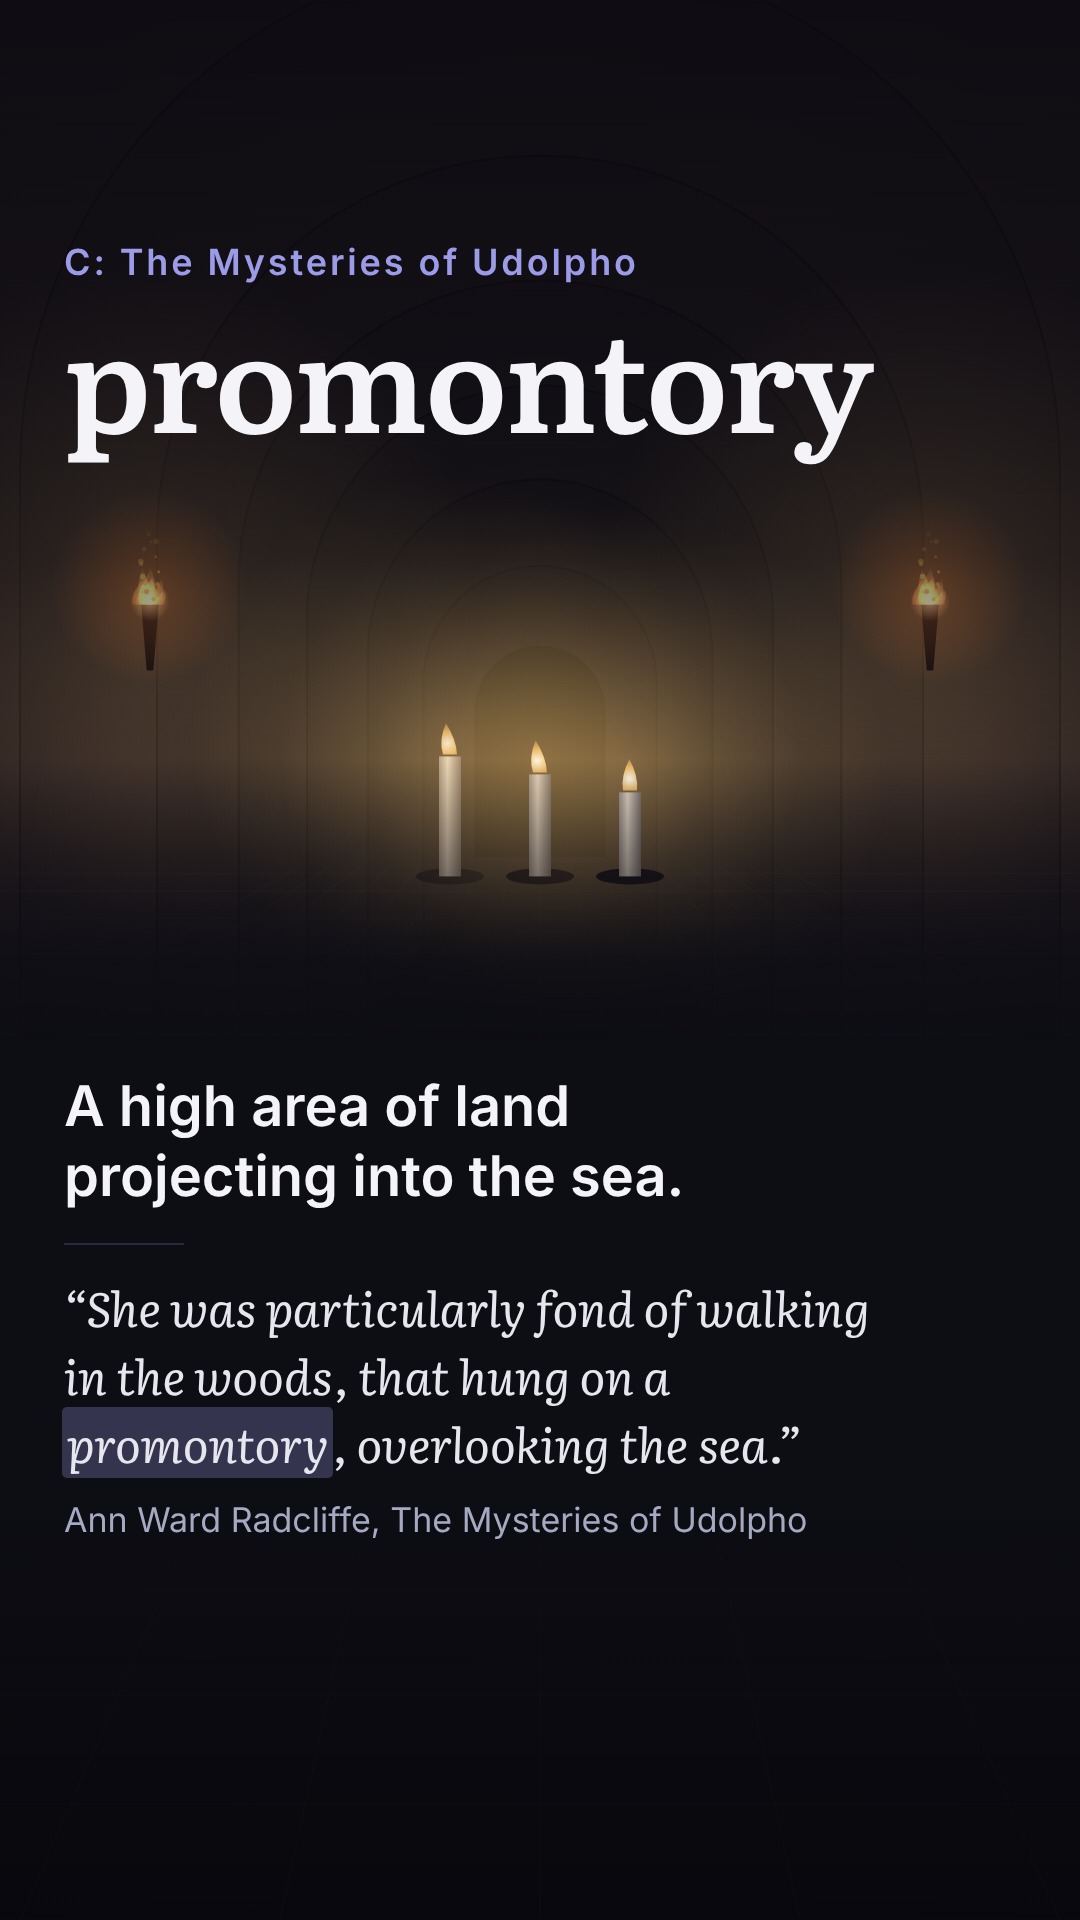 C: The Mysteries of Udolpho
promontory
A high area of land
projecting into the sea.
“She was particularly fond of walking
in the woods, that hung on a
promontory, overlooking the sea.”
Ann Ward Radcliffe, The Mysteries of Udolpho